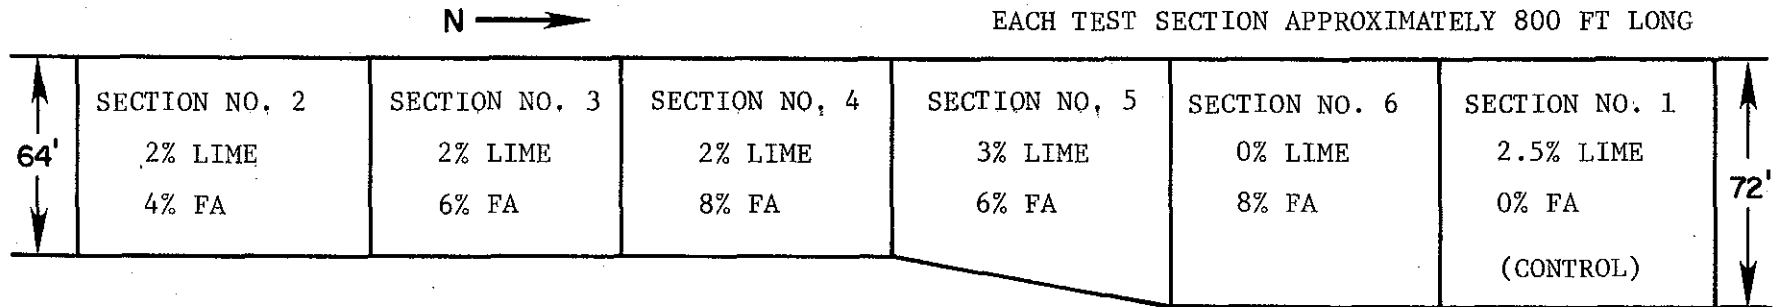 N
EACH TEST SECTION APPROXIMATELY 800 FT LONG
64'
SECTION NO. 2
2% LIME
4% FA
SECTION NO. 3
2% LIME
6% FA
SECTION NO. 4
2% LIME
8% FA
SECTION NO. 5
3% LIME
6% FA
SECTION NO. 6
0% LIME
8% FA
SECTION NO. 1
2.5% LIME
0% FA
(CONTROL)
72'